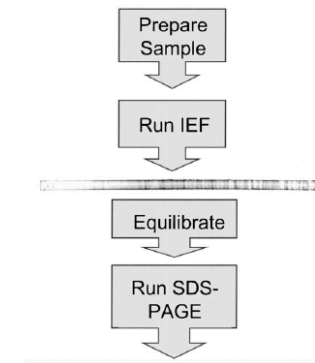 Prepare
Sample
Run IEF
Equilibrate
Run SDS-
PAGE